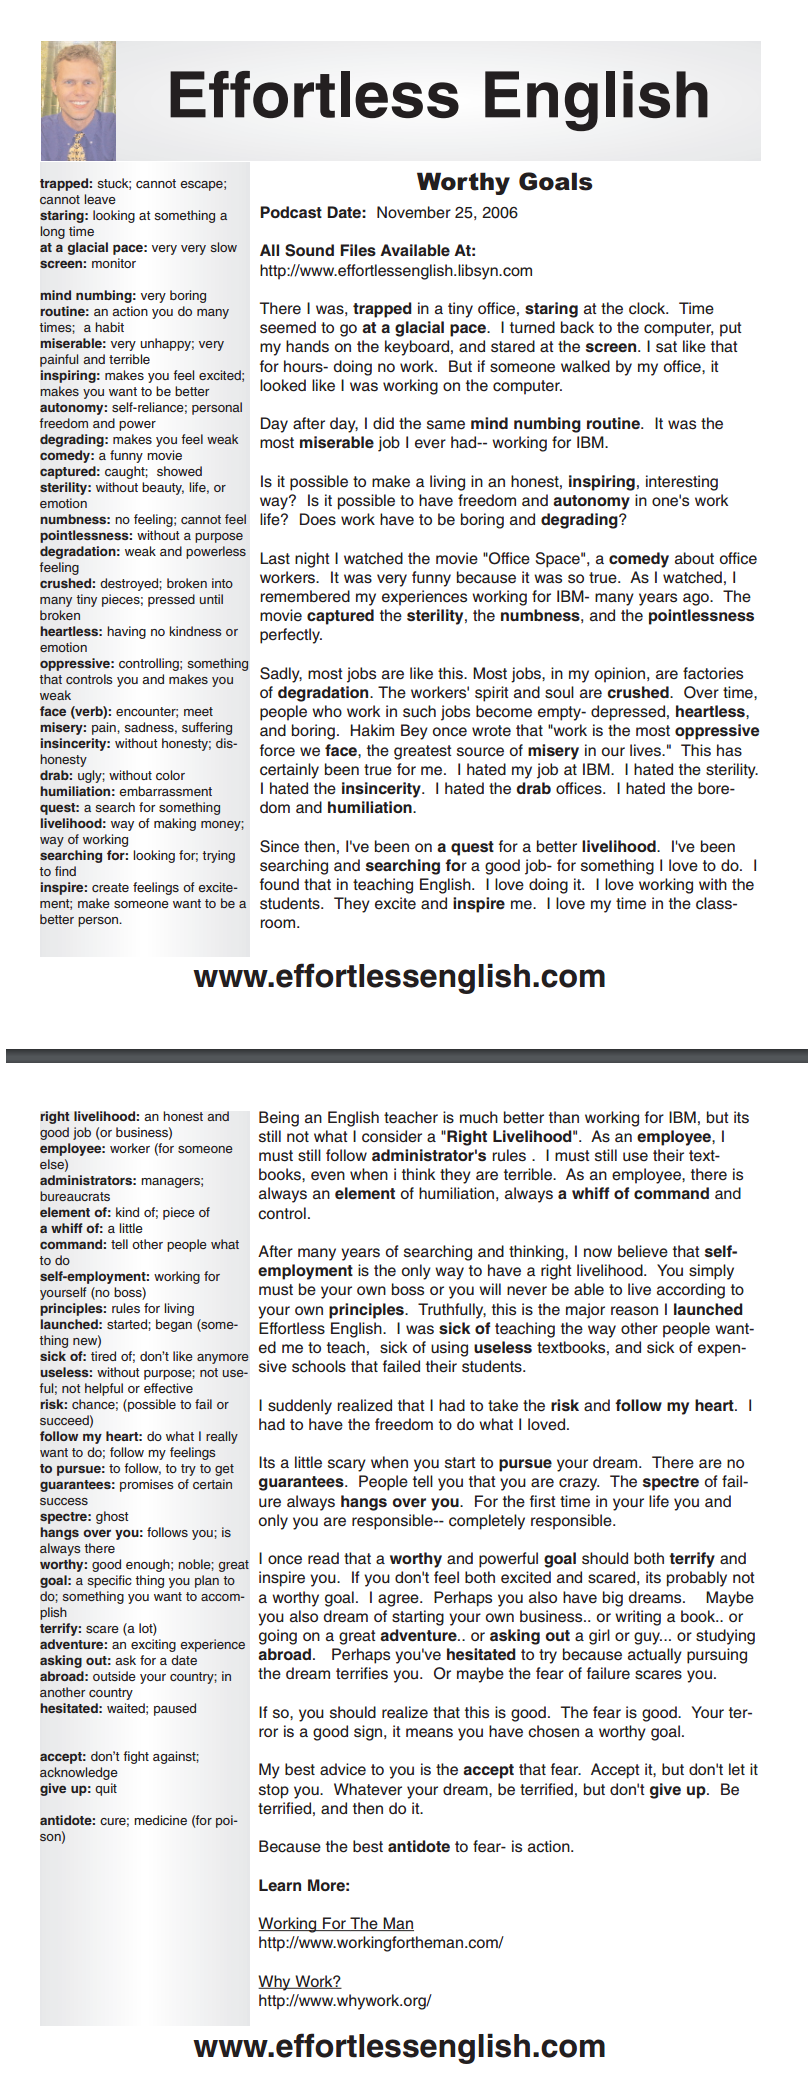 Effortless English
trapped: stuck; cannot escape;
cannot leave
staring: looking at something a
long time
at a glacial pace: very very slow
screen: monitor
mind numbing: very boring
routine: an action you do many
times;  a habit
miserable: very unhappy; very
painful and terrible
inspiring: makes you feel excited;
makes you want to be better
autonomy: self-reliance; personal
freedom and power
degrading: makes you feel weak
comedy: a funny movie
captured: caught;  showed
sterility: without beauty, life, or
emotion
numbness: no feeling; cannot feel
pointlessness: without a purpose
degradation: weak and powerless
feeling
crushed: destroyed; broken into
many tiny pieces; pressed until
broken
heartless: having no kindness or
emotion
oppressive: controlling; something
that controls you and makes you
weak
face (verb): encounter; meet
misery: pain, sadness, suffering
insincerity: without honesty; dis-
honesty
drab: ugly; without color
humiliation: embarrassment
quest: a search for something
livelihood: way of making money;
way of working
searching for: looking for; trying
to find
inspire: create feelings of excite-
ment; make someone want to be a
better person.
Worthy Goals
Podcast Date:  November 25, 2006
All Sound Files Available At:
http://www.effortlessenglish.libsyn.com
There I was, trapped in a tiny office, staring at the clock.  Time
seemed to go at a glacial pace.  I turned back to the computer, put
my hands on the keyboard, and stared at the screen. I sat like that
for hours- doing no work.  But if someone walked by my office, it
looked like I was working on the computer.
Day after day, I did the same mind numbing routine.  It was the
most miserable job I ever had-- working for IBM.
Is it possible to make a living in an honest, inspiring, interesting
way?  Is it possible to have freedom and autonomy in one's work
life?  Does work have to be boring and degrading?
Last night I watched the movie "Office Space", a comedy about office
workers.  It was very funny because it was so true.  As I watched, I
remembered my experiences working for IBM- many years ago.  The
movie captured the sterility, the numbness, and the pointlessness
perfectly.
Sadly, most jobs are like this. Most jobs, in my opinion, are factories
of degradation. The workers' spirit and soul are crushed.  Over time,
people who work in such jobs become empty- depressed, heartless,
and boring.  Hakim Bey once wrote that "work is the most oppressive
force we face, the greatest source of misery in our lives."  This has
certainly been true for me.  I hated my job at IBM.  I hated the sterility.
I hated the insincerity.  I hated the drab offices.  I hated the bore-
dom and humiliation.
Since then, I've been on a quest for a better livelihood.  I've been
searching and searching for a good job- for something I love to do.  I
found that in teaching English.  I love doing it.  I love working with the
students.  They excite and inspire me.  I love my time in the class-
room.
www.effortlessenglish.com
right livelihood: an honest and
good job (or business)
employee: worker (for someone
else)
administrators: managers;
bureaucrats
element of: kind of; piece of
a whiff of: a little
command: tell other people what
to do
self-employment: working for
yourself (no boss)
principles: rules for living
launched: started; began (some-
thing new)
sick of: tired of; don't like anymore
useless: without purpose; not use-
ful; not helpful or effective
risk: chance; (possible to fail or
succeed)
follow my heart: do what I really
want to do; follow my feelings
to pursue: to follow, to try to get
guarantees: promises of certain
success
spectre: ghost
hangs over you: follows you; is
always there
worthy: good enough; noble; great
goal: a specific thing you plan to
do; something you want to accom-
plish
terrify: scare (a lot)
adventure: an exciting experience
asking out: ask for a date
abroad: outside your country; in
another country
hesitated: waited; paused
accept: don't fight against;
acknowledge
give up: quit
antidote: cure; medicine (for poi-
son)
Being an English teacher is much better than working for IBM, but its
still not what I consider a "Right Livelihood".  As an employee, I
must still follow administrator's rules .  I must still use their text-
books, even when i think they are terrible.  As an employee, there is
always an element of humiliation, always a whiff of command and
control.
After many years of searching and thinking, I now believe that self-
employment is the only way to have a right livelihood.  You simply
must be your own boss or you will never be able to live according to
your own principles.  Truthfully, this is the major reason I launched
Effortless English.  I was sick of teaching the way other people want-
ed me to teach,  sick of using useless textbooks, and sick of expen-
sive schools that failed their students.
I suddenly realized that I had to take the risk and follow my heart.  I
had to have the freedom to do what I loved.
Its a little scary when you start to pursue your dream.  There are no
guarantees.  People tell you that you are crazy.  The spectre of fail-
ure always hangs over you.  For the first time in your life you and
only you are responsible-- completely responsible.
I once read that a worthy and powerful goal should both terrify and
inspire you.  If you don't feel both excited and scared, its probably not
a worthy goal.  I agree.  Perhaps you also have big dreams.    Maybe
you also dream of starting your own business.. or writing a book.. or
going on a great adventure.. or asking out a girl or guy... or studying
abroad.   Perhaps you've hesitated to try because actually pursuing
the dream terrifies you.  Or maybe the fear of failure scares you.
If so, you should realize that this is good.  The fear is good.  Your ter-
ror is a good sign, it means you have chosen a worthy goal.
My best advice to you is the accept that fear.  Accept it, but don't let it
stop you.  Whatever your dream, be terrified, but don't give up.  Be
terrified, and then do it.
Because the best antidote to fear- is action.
Learn More:
Working For The Man
http://www.workingfortheman.com/
Why Work?
http://www.whywork.org/
www.effortlessenglish.com